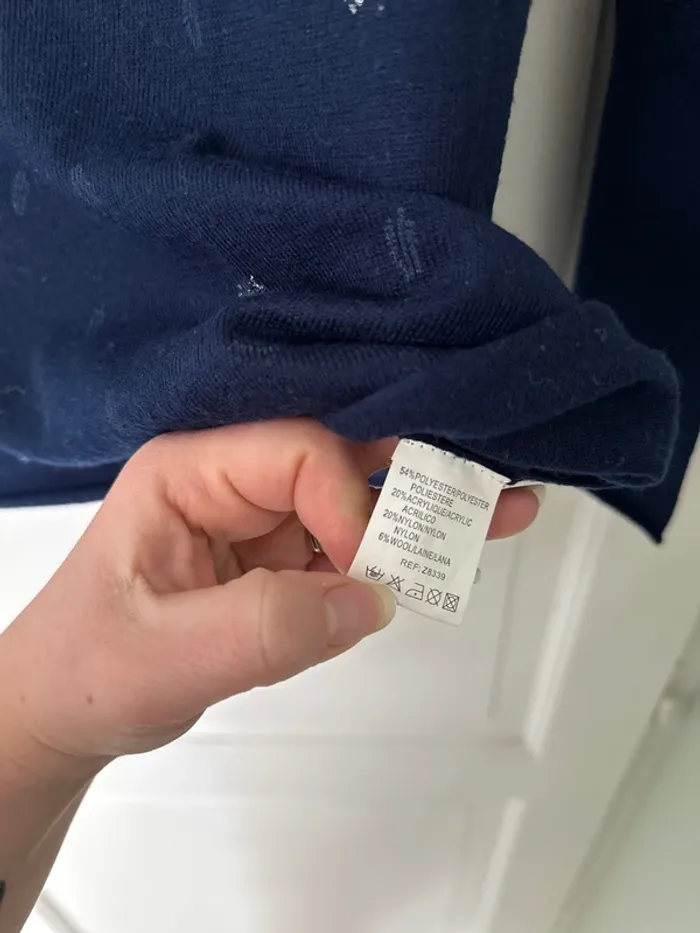 54%POLYESTER/POLYESTER
POLIESTERE
20%ACRYLIQUE/ACRYLIC
ACRILICO
20%NYLON/NYLON
NYLON
6%WOOL/LAINE/LANA
REF: Z8339